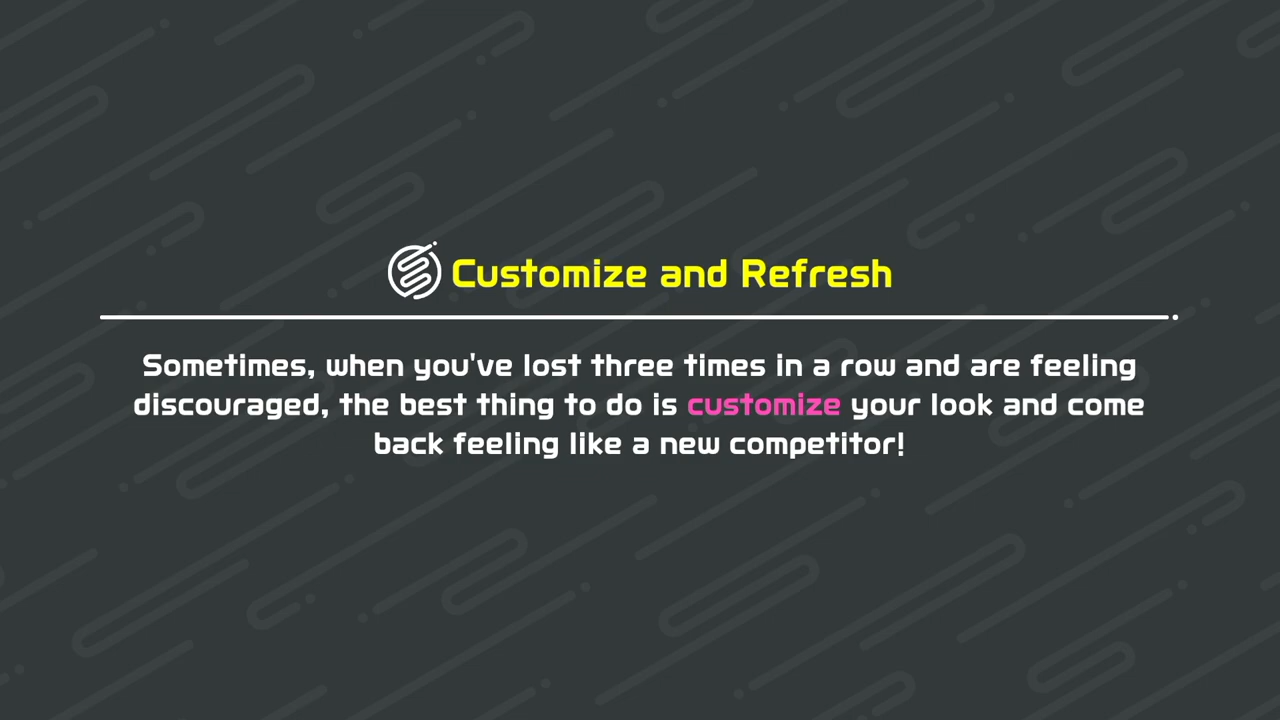 Customize and Refresh
Sometimes, when you've lost three times in a row and are feeling
discouraged, the best thing to do is customize your look and come
back feeling like a new competitor!